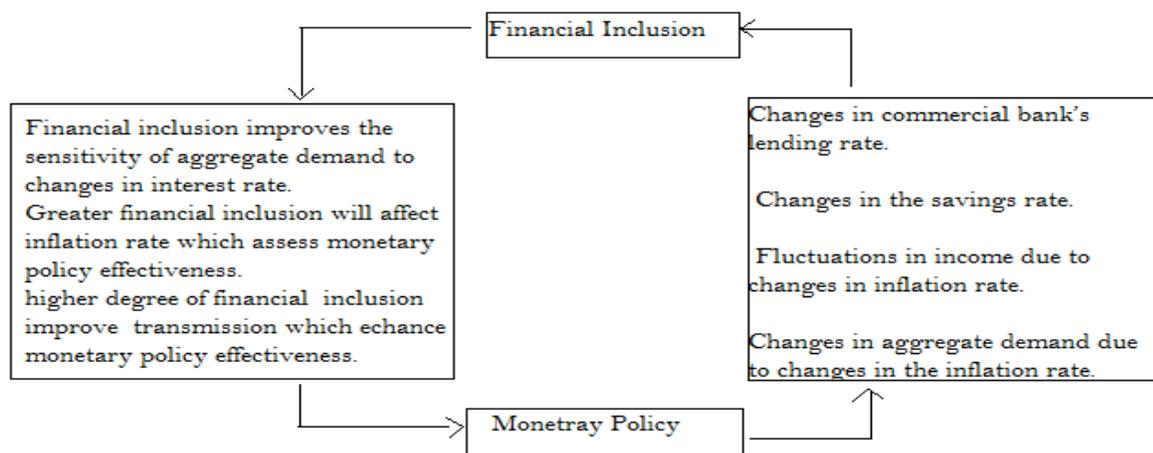 Financial Inclusion
Financial inclusion improves the
sensitivity of aggregate demand to
changes in interest rate.
Greater financial inclusion will affect
inflation rate which assess monetary
policy effectiveness.
higher degree of financial inclusion
improve transmission which echance
monetary policy effectiveness.
Changes in commercial bank's
lending rate.
Changes in the savings rate.
Fluctuations in income due to
changes in inflation rate.
Changes in aggregate demand due
to changes in the inflation rate.
Monetray Policy